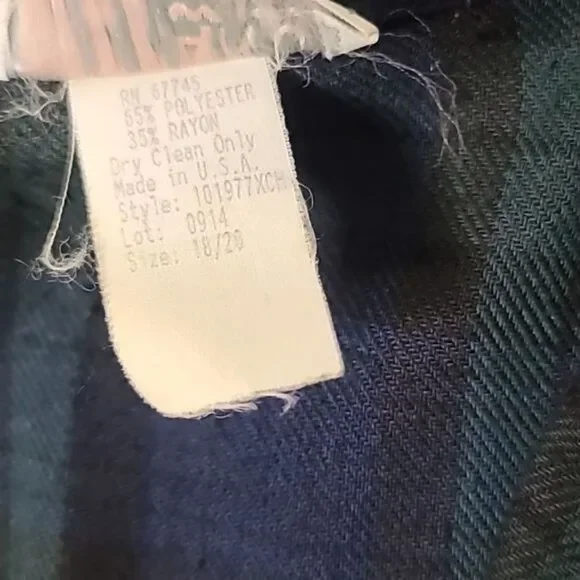 RN 67745
65% POLYESTER
35% RAYON
Dry Clean Only
Made in U.S.A.
Style: 101977XCH
Lot: 0914
Size: 18/20